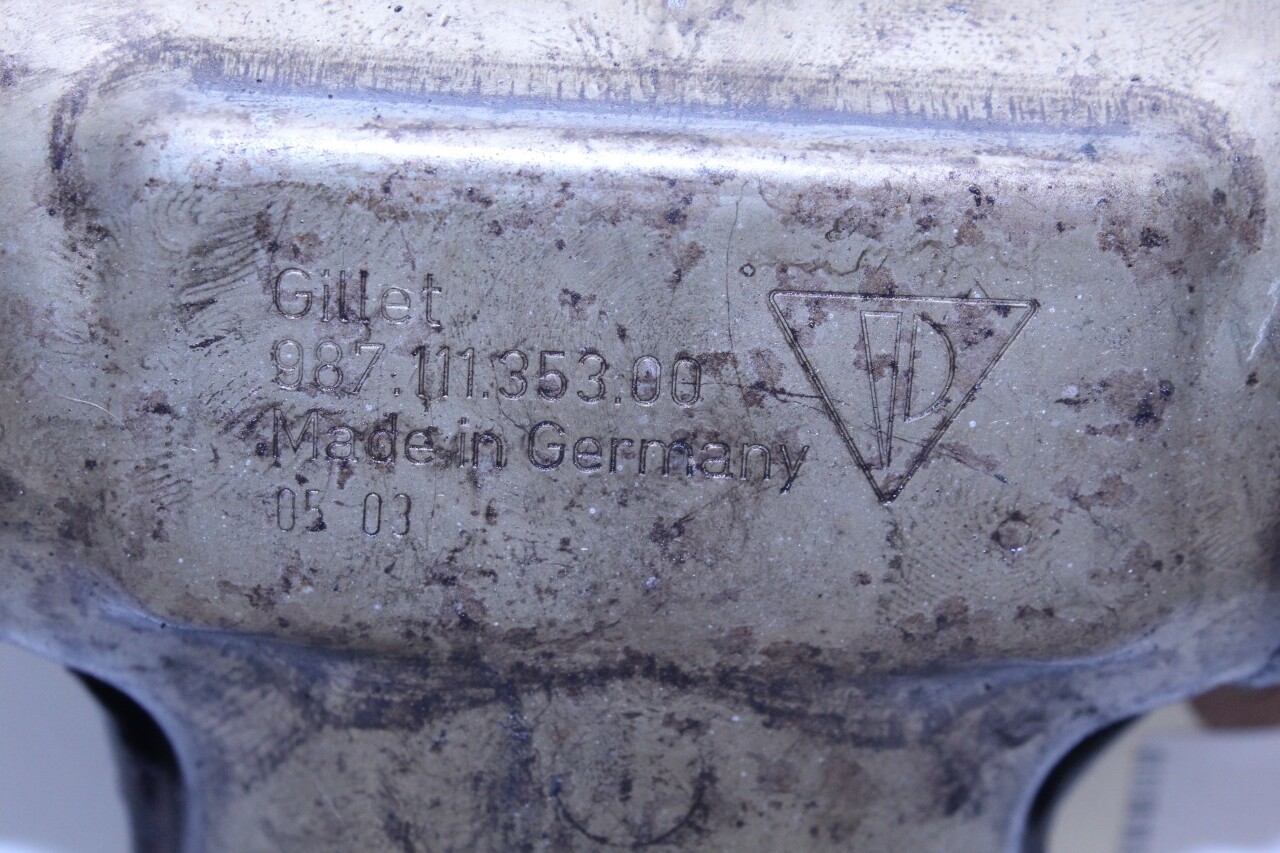 Gillet
987.111.353.00
Made in Germany
05 03